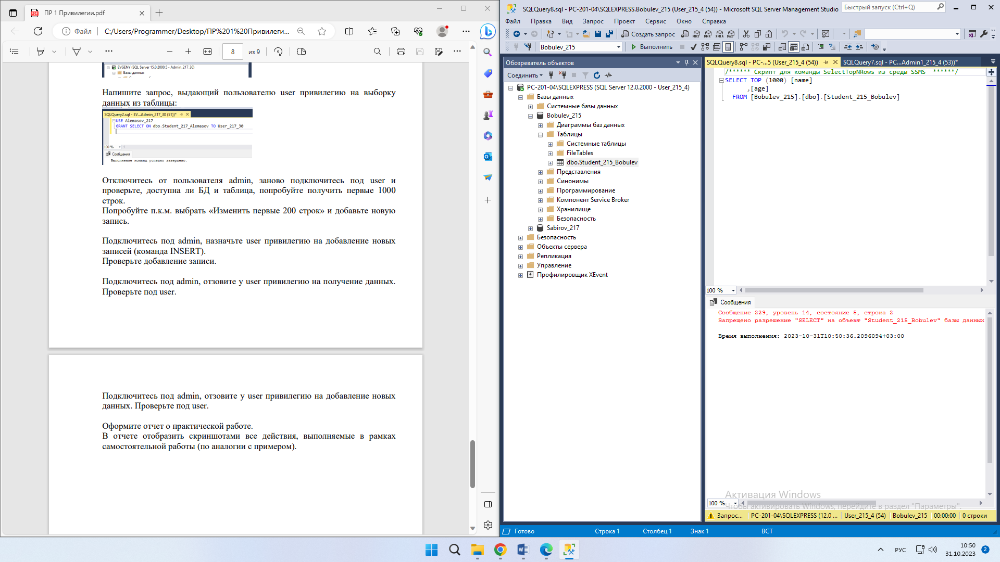 ПР 1 Привилегии.pdf
Файл
C:/Users/Programmer/Desktop/ПР%201%20Привилеги...
8
из 9
EVGENY (SQL Server 15.0.2000.5 - Admin_217_30)
Базы данных
Напишите запрос, выдающий пользователю user привилегию на выборку
данных из таблицы:
SQLQuery2.sql - EV...Admin_217_30 (51))*
USE Alemasov_217
GRANT SELECT ON dbo.Student_217_Alemasov TO User_217_30
100 %
Сообщения
Выполнение команд успешно завершено.
Отключитесь от пользователя admin, заново подключитесь под user и
проверьте, доступна ли БД и таблица, попробуйте получить первые 1000
строк.
Попробуйте п.к.м. выбрать «Изменить первые 200 строк» и добавьте новую
запись.
Подключитесь под admin, назначьте user привилегию на добавление новых
записей (команда INSERT).
Проверьте добавление записи.
Подключитесь под admin, отзовите у user привилегию на получение данных.
Проверьте под user.
Подключитесь под admin, отзовите у user привилегию на добавление новых
данных. Проверьте под user.
Оформите отчет о практической работе.
В отчете отобразить скриншотами все действия, выполняемые в рамках
самостоятельной работы (по аналогии с примером).
SQLQuery8.sql - PC-201-04\SQLEXPRESS.Bobulev_215 (User_215_4 (54)) - Microsoft SQL Server Management Studio
Быстрый запуск (Ctrl+Q)
Файл Правка Вид Запрос Проект Сервис Окно Справка
Создать запрос
MDX DMX XMLA DAX
Bobulev_215
Выполнить
Обозреватель объектов
Соединить
PC-201-04\SQLEXPRESS (SQL Server 12.0.2000 - User_215_4)
Базы данных
Системные базы данных
Bobulev_215
Диаграммы баз данных
Таблицы
Системные таблицы
FileTables
dbo.Student_215_Bobulev
Представления
Синонимы
Программирование
Компонент Service Broker
Хранилище
Безопасность
Sabirov_217
Безопасность
Объекты сервера
Репликация
Управление
Профилировщик XEvent
SQLQuery8.sql - PC-...5 (User_215_4 (54))
SQLQuery7.sql - PC...Admin1_215_4 (53))*
/****** Скрипт для команды SelectTopNRows из среды SSMS ******/
SELECT TOP (1000) [name]
,[age]
FROM [Bobulev_215].[dbo].[Student_215_Bobulev]
100 %
Сообщения
Сообщение 229, уровень 14, состояние 5, строка 2
Запрещено разрешение "SELECT" на объект "Student_215_Bobulev" базы данных
Время выполнения: 2023-10-31T10:50:36.2096094+03:00
Активация Windows
Чтобы активировать Windows, перейдите в раздел "Параметры".
100 %
Запрос...
PC-201-04\SQLEXPRESS (12.0 ...
User_215_4 (54)
Bobulev_215
00:00:00
0 строки
Готово
Строка 1
Столбец 1
Знак 1
ВСТ
РУС
10:50
31.10.2023
2